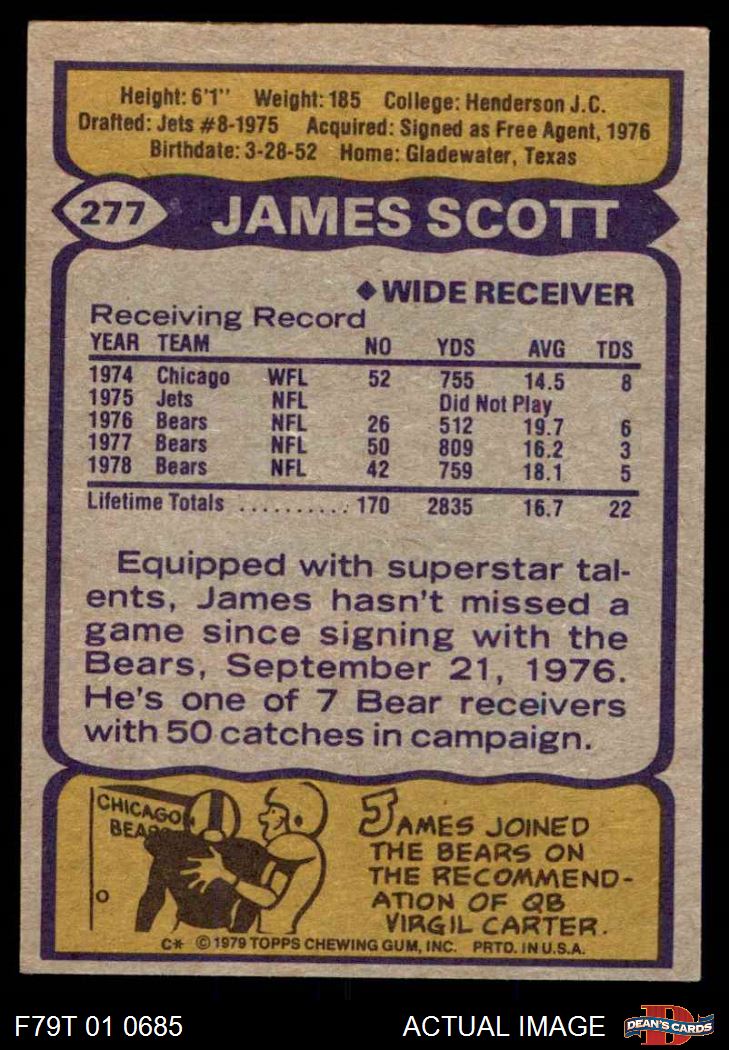 Height: 6'1" Weight: 185 College: Henderson J.C.
Drafted: Jets #8-1975 Acquired: Signed as Free Agent, 1976
Birthdate: 3-28-52 Home: Gladewater, Texas
277 JAMES SCOTT
◆ WIDE RECEIVER
Receiving Record
YEAR TEAM NO YDS AVG TDS
1974 Chicago WFL 52 755 14.5 8
1975 Jets NFL Did Not Play
1976 Bears NFL 26 512 19.7 6
1977 Bears NFL 50 809 16.2 3
1978 Bears NFL 42 759 18.1 5
Lifetime Totals .......... 170 2835 16.7 22
Equipped with superstar tal-
ents, James hasn't missed a
game since signing with the
Bears, September 21, 1976.
He's one of 7 Bear receivers
with 50 catches in campaign.
CHICAGO
BEARS
JAMES JOINED
THE BEARS ON
THE RECOMMEND-
ATION OF QB
VIRGIL CARTER.
C* © 1979 TOPPS CHEWING GUM, INC. PRTD. IN U.S.A.
F79T 01 0685 ACTUAL IMAGE DEAN'S CARDS